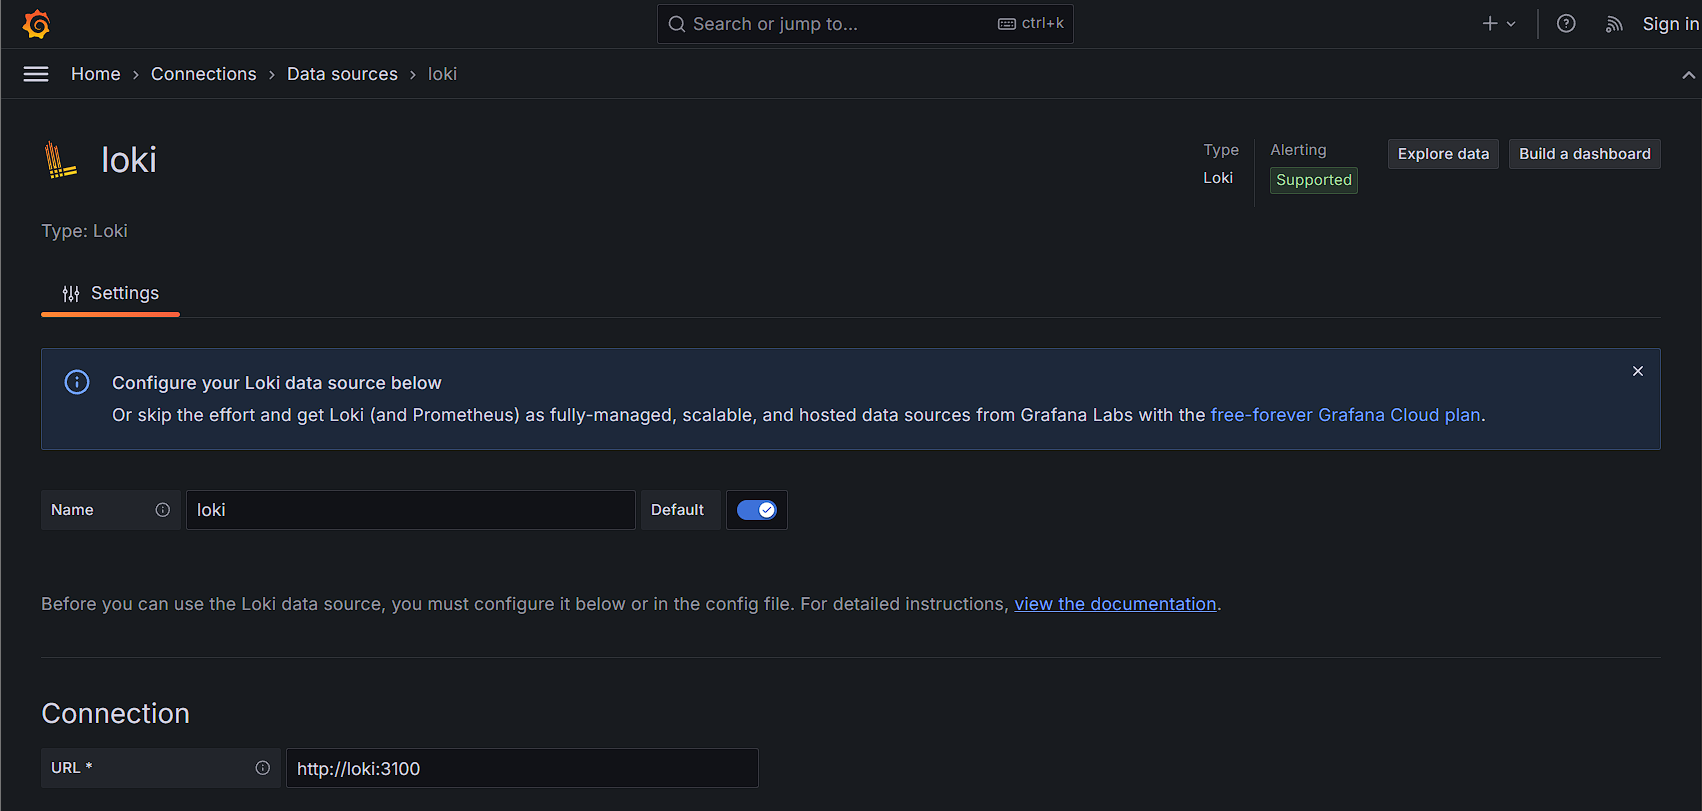 Search or jump to... ctrl+k Sign in
Home › Connections › Data sources › loki
loki
Type
Loki
Alerting
Supported
Explore data
Build a dashboard
Type: Loki
Settings
Configure your Loki data source below
Or skip the effort and get Loki (and Prometheus) as fully-managed, scalable, and hosted data sources from Grafana Labs with the free-forever Grafana Cloud plan.
Name loki Default
Before you can use the Loki data source, you must configure it below or in the config file. For detailed instructions, view the documentation.
Connection
URL * http://loki:3100